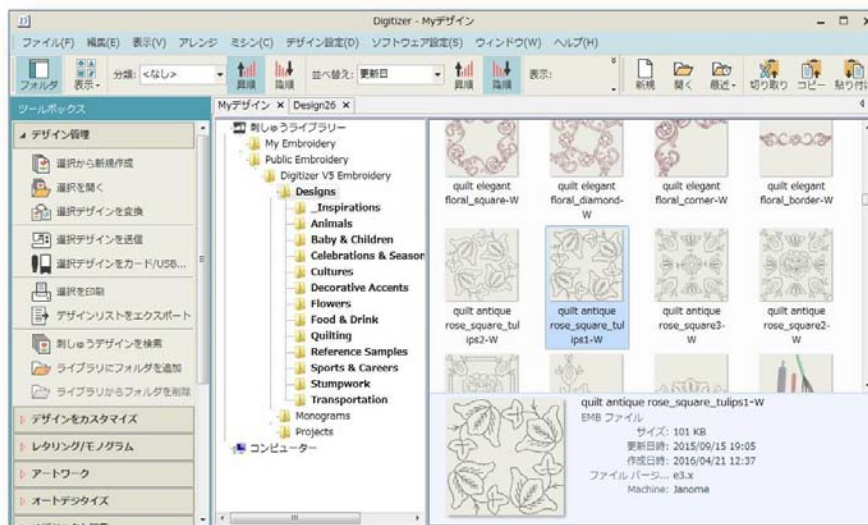 Digitizer - Myデザイン
ファイル(F) 編集(E) 表示(V) アレンジ ミシン(C) デザイン設定(D) ソフトウェア設定(S) ウィンドウ(W) ヘルプ(H)
フォルダ 表示 分類: <なし> 昇順 降順 並べ替え: 更新日 昇順 降順 表示: 新規 開く 最近 切り取り コピー 貼り付け
ツールボックス
Myデザイン × Design26 ×
デザイン管理
選択から新規作成
選択を開く
選択デザインを変換
選択デザインを送信
選択デザインをカード/USB...
選択を印刷
デザインリストをエクスポート
刺しゅうデザインを検索
ライブラリにフォルダを追加
ライブラリからフォルダを削除
デザインをカスタマイズ
レタリング/モノグラム
アートワーク
オートデジタイズ
刺しゅうライブラリー
My Embroidery
Public Embroidery
Digitizer V5 Embroidery
Designs
_Inspirations
Animals
Baby & Children
Celebrations & Season
Cultures
Decorative Accents
Flowers
Food & Drink
Quilting
Reference Samples
Sports & Careers
Stumpwork
Transportation
Monograms
Projects
コンピューター
quilt elegant floral_square-W
quilt elegant floral_diamond-W
quilt elegant floral_corner-W
quilt elegant floral_border-W
quilt antique rose_square_tulips2-W
quilt antique rose_square_tulips1-W
quilt antique rose_square3-W
quilt antique rose_square2-W
quilt antique rose_square_tulips1-W
EMB ファイル
サイズ: 101 KB
更新日時: 2015/09/15 19:05
作成日時: 2016/04/21 12:37
ファイル バージ... e3.x
Machine: Janome